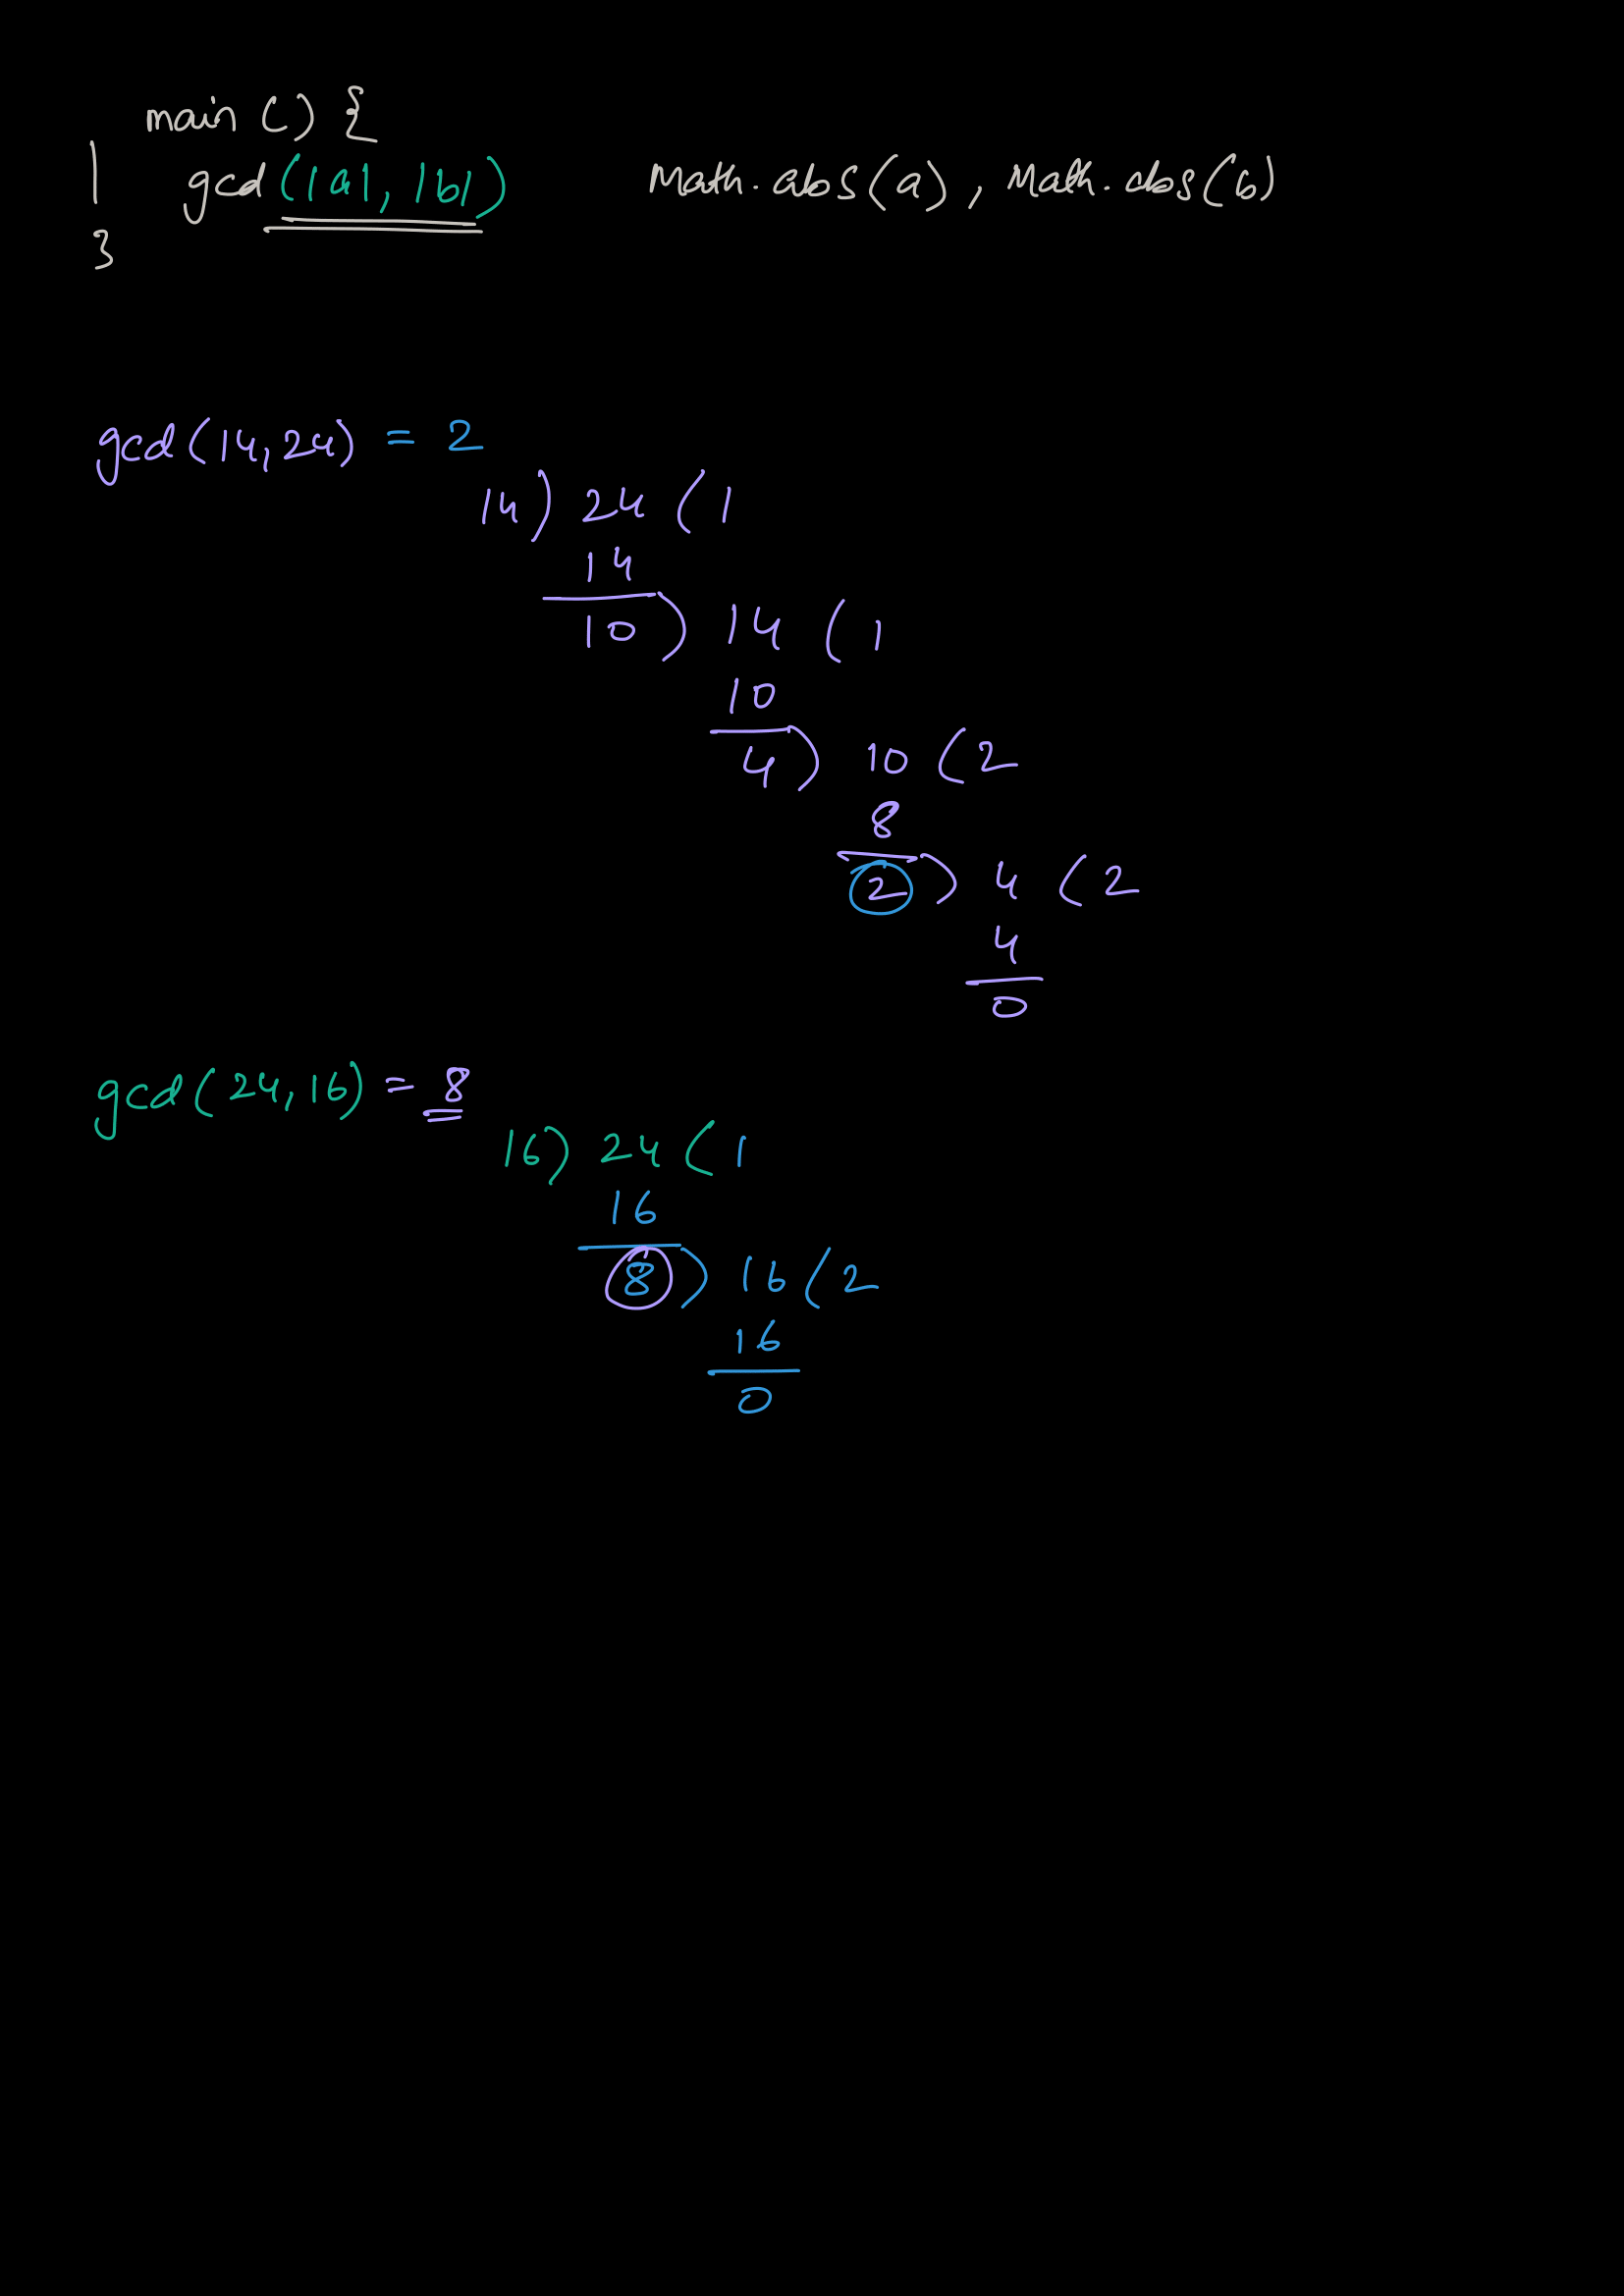 main () {
gcd (|a|, |b|) Math.abs(a), Math.abs(b)
}
gcd (14, 24) = 2
14) 24 (1
14
10) 14 (1
10
4) 10 (2
8
2) 4 (2
4
0
gcd (24, 16) = 8
16) 24 (1
16
8) 16 (2
16
0